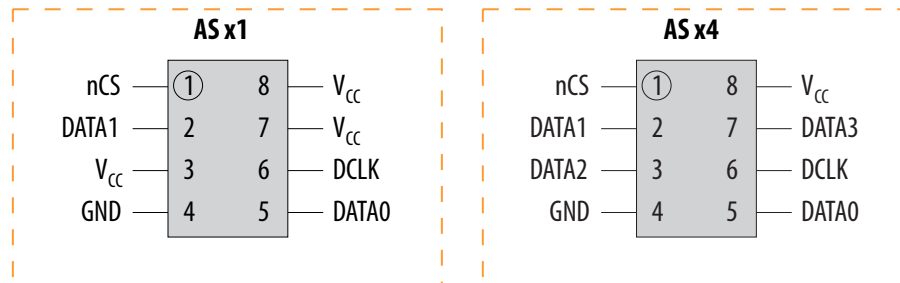 AS x1
nCS 1 8 VCC
DATA1 2 7 VCC
VCC 3 6 DCLK
GND 4 5 DATA0
AS x4
nCS 1 8 VCC
DATA1 2 7 DATA3
DATA2 3 6 DCLK
GND 4 5 DATA0